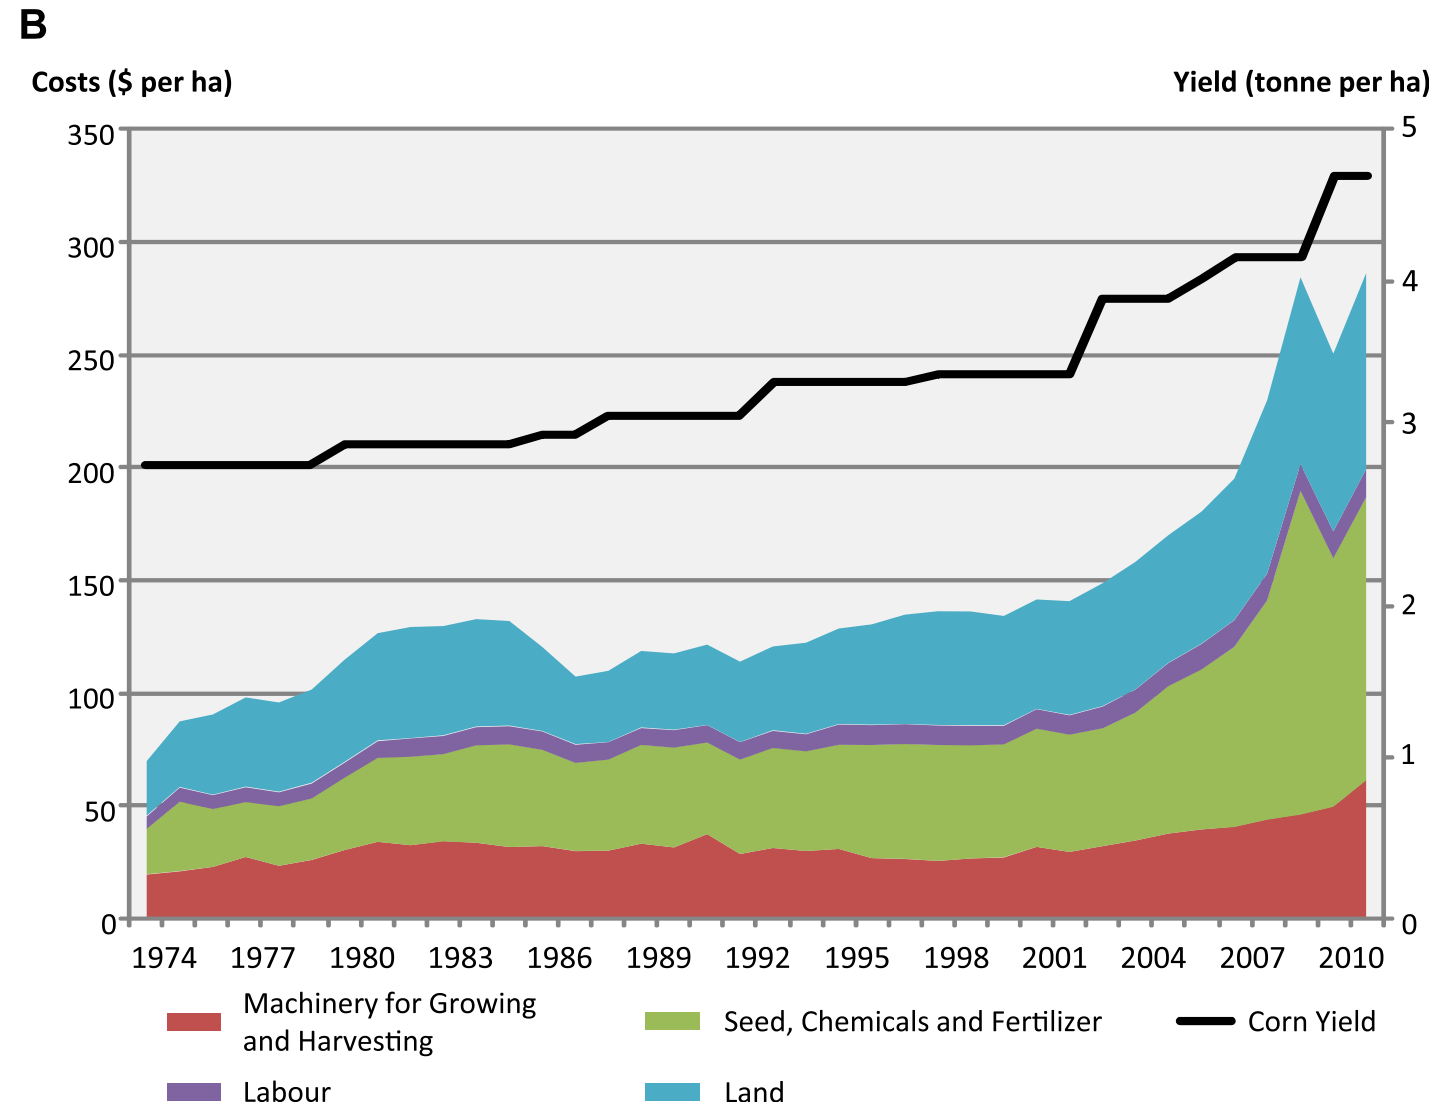 B
Costs ($ per ha)
Yield (tonne per ha)
350
300
250
200
150
100
50
0
5
4
3
2
1
0
1974 1977 1980 1983 1986 1989 1992 1995 1998 2001 2004 2007 2010
Machinery for Growing
and Harvesting
Seed, Chemicals and Fertilizer
Corn Yield
Labour
Land